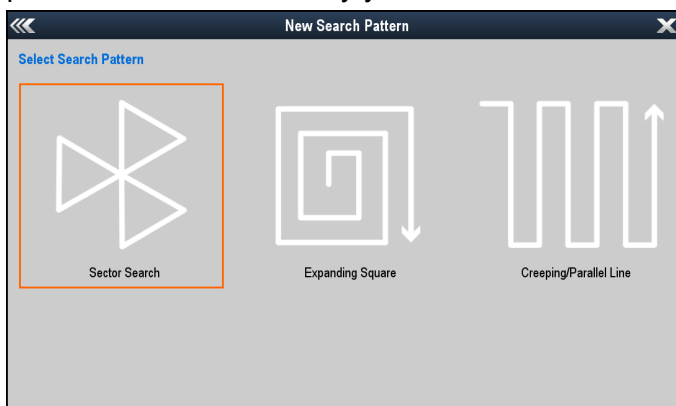 New Search Pattern
Select Search Pattern
Sector Search
Expanding Square
Creeping/Parallel Line